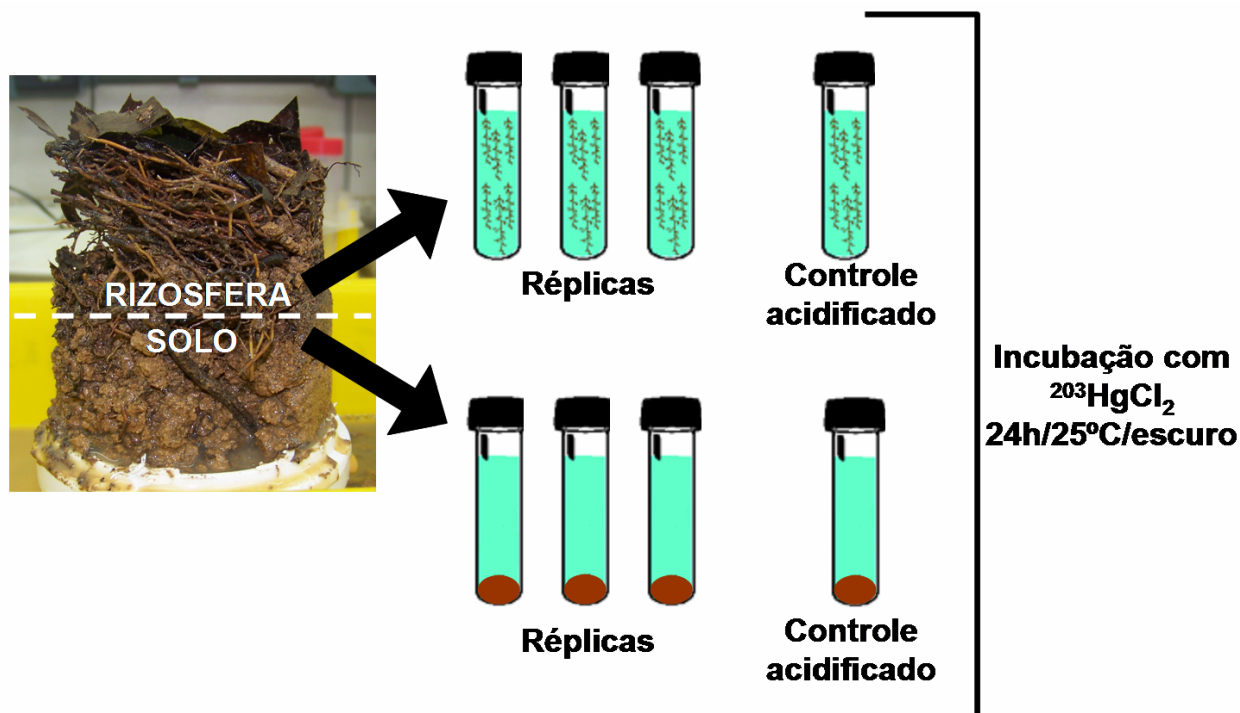 RIZOSFERA
SOLO
Réplicas
Controle
acidificado
Réplicas
Controle
acidificado
Incubação com
²⁰³HgCl₂
24h/25ºC/escuro